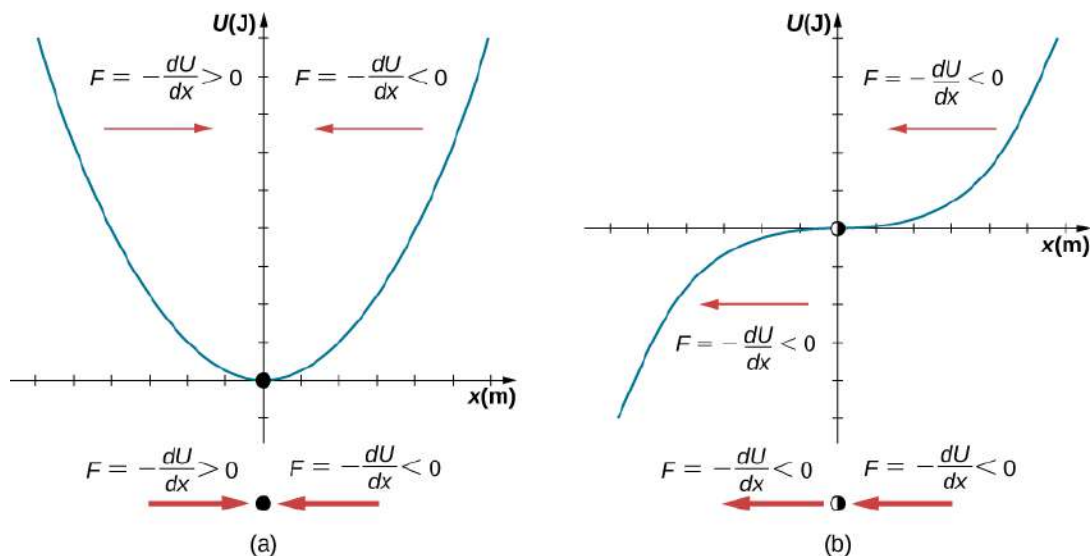 U(J)
F = −dU/dx > 0
F = −dU/dx < 0
x(m)
F = −dU/dx > 0
F = −dU/dx < 0
(a)
U(J)
F = −dU/dx < 0
x(m)
F = −dU/dx < 0
F = −dU/dx < 0
F = −dU/dx < 0
(b)